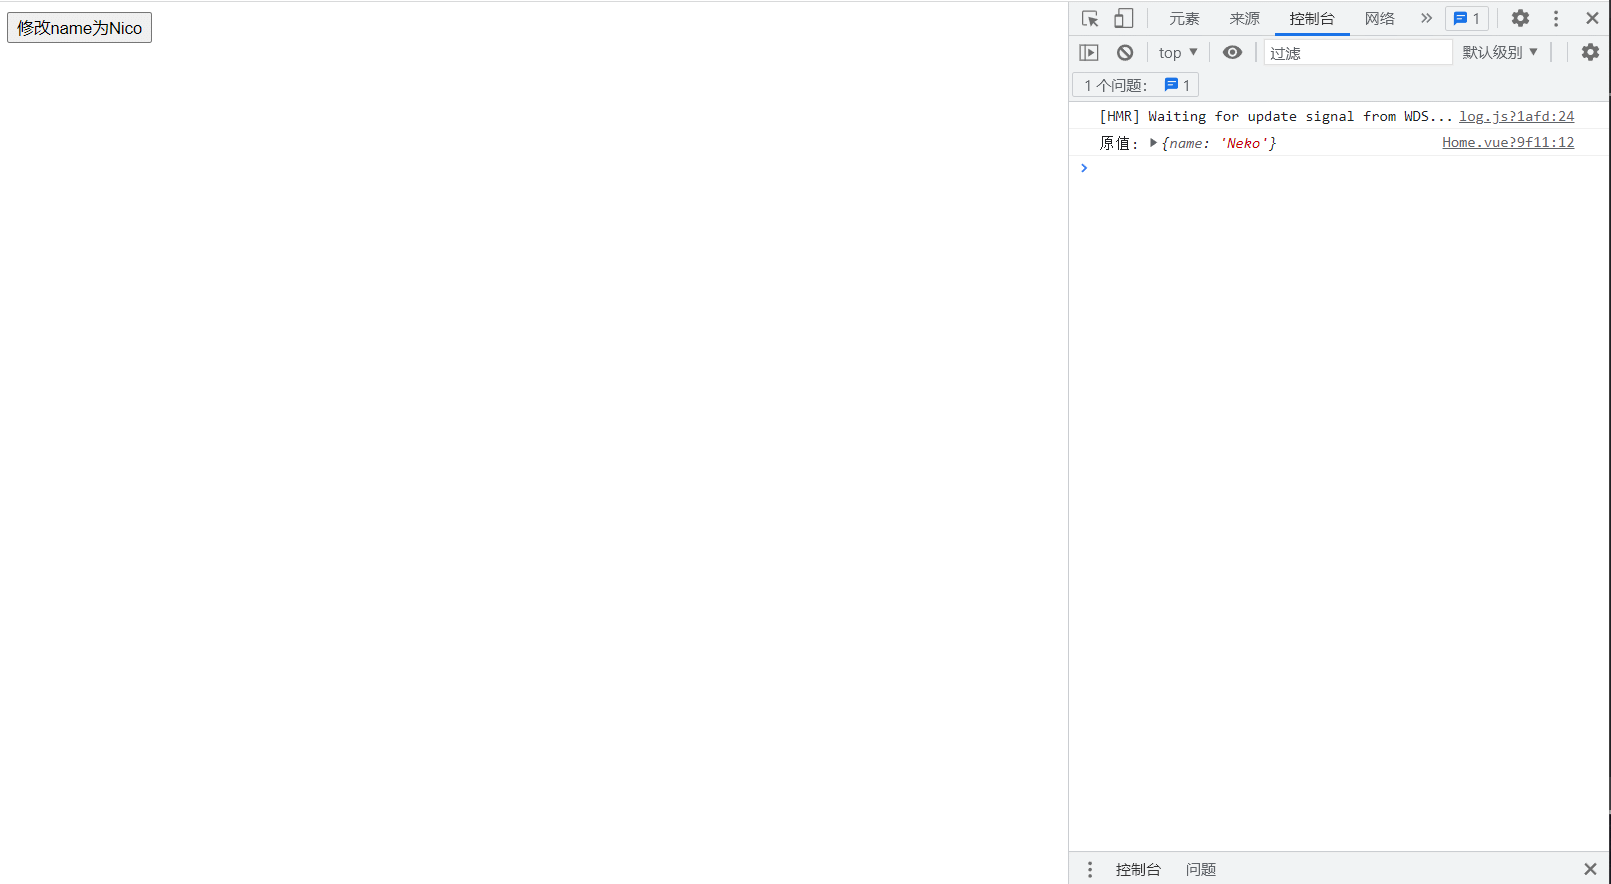 修改name为Nico
元素 来源 控制台 网络 1
top 过滤 默认级别
1 个问题: 1
[HMR] Waiting for update signal from WDS... log.js?1afd:24
原值: {name: 'Neko'} Home.vue?9f11:12
控制台 问题